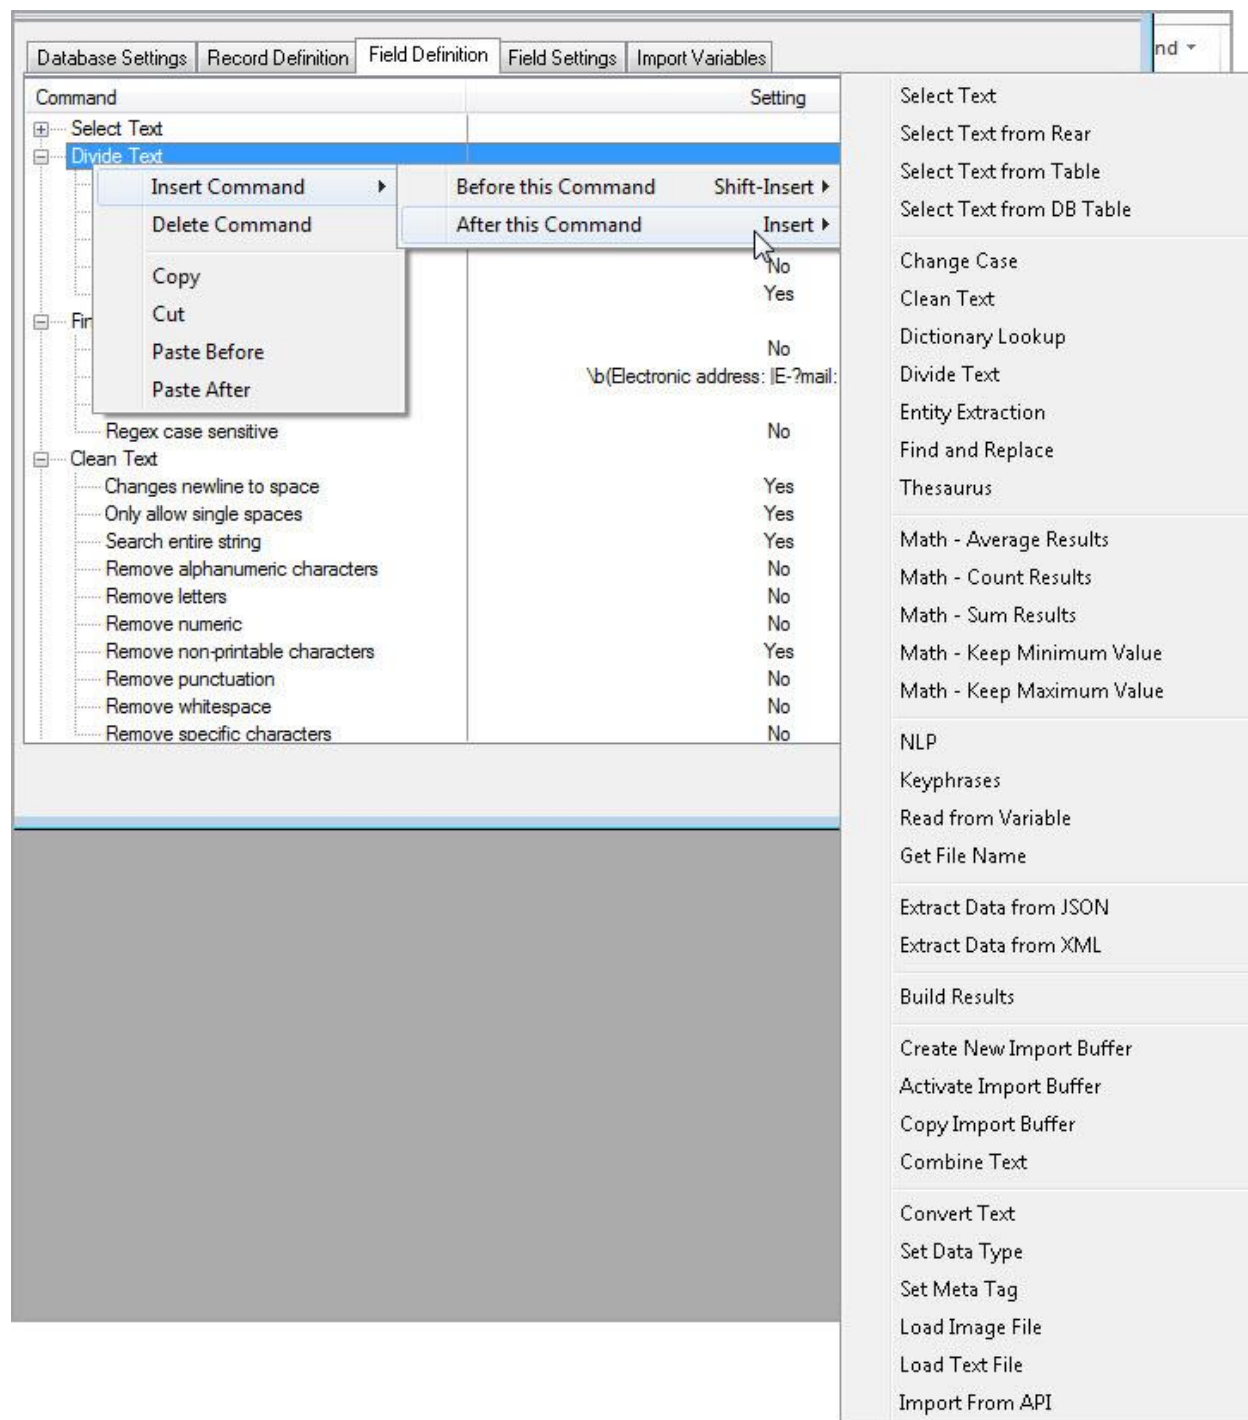 nd
Database Settings Record Definition Field Definition Field Settings Import Variables
Command Setting
Select Text
Divide Text
Insert Command
Delete Command
Copy
Cut
Paste Before
Paste After
Before this Command Shift-Insert
After this Command Insert
No
Yes
Fin
No
\b(Electronic address: |E-?mail:
Regex case sensitive No
Clean Text
Changes newline to space Yes
Only allow single spaces Yes
Search entire string Yes
Remove alphanumeric characters No
Remove letters No
Remove numeric No
Remove non-printable characters Yes
Remove punctuation No
Remove whitespace No
Remove specific characters No
Select Text
Select Text from Rear
Select Text from Table
Select Text from DB Table
Change Case
Clean Text
Dictionary Lookup
Divide Text
Entity Extraction
Find and Replace
Thesaurus
Math - Average Results
Math - Count Results
Math - Sum Results
Math - Keep Minimum Value
Math - Keep Maximum Value
NLP
Keyphrases
Read from Variable
Get File Name
Extract Data from JSON
Extract Data from XML
Build Results
Create New Import Buffer
Activate Import Buffer
Copy Import Buffer
Combine Text
Convert Text
Set Data Type
Set Meta Tag
Load Image File
Load Text File
Import From API